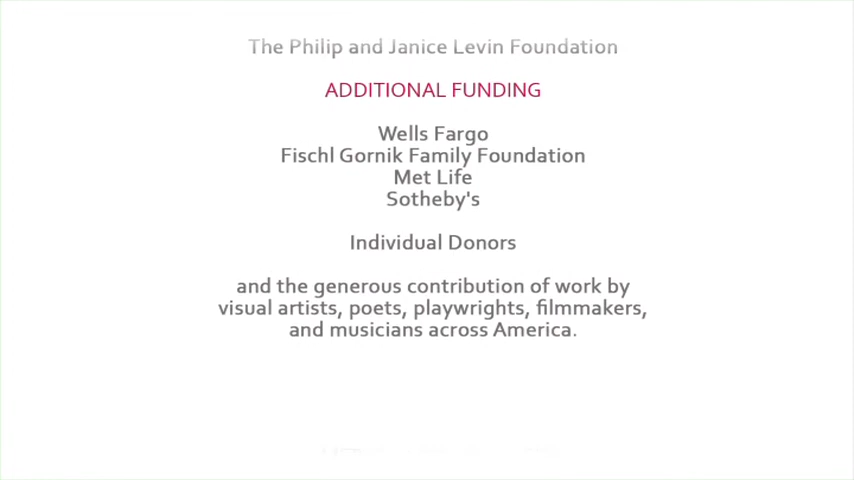 The Philip and Janice Levin Foundation
ADDITIONAL FUNDING
Wells Fargo
Fischl Gornik Family Foundation
Met Life
Sotheby's
Individual Donors
and the generous contribution of work by
visual artists, poets, playwrights, filmmakers,
and musicians across America.